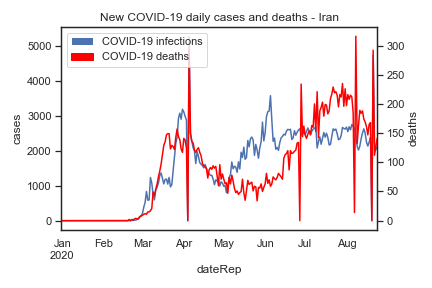 New COVID-19 daily cases and deaths - Iran
COVID-19 infections
COVID-19 deaths
cases
5000
4000
3000
2000
1000
0
deaths
300
250
200
150
100
50
0
Jan Feb Mar Apr May Jun Jul Aug
2020
dateRep